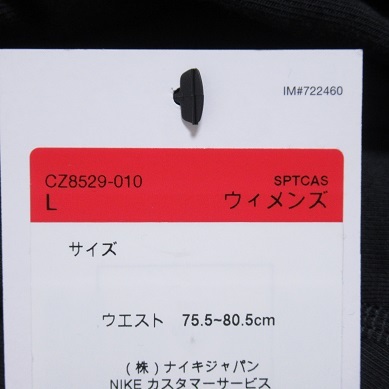 IM#722460
CZ8529-010 SPTCAS
L ウィメンズ
サイズ
ウエスト 75.5~80.5cm
(株)ナイキジャパン
NIKE カスタマーサービス